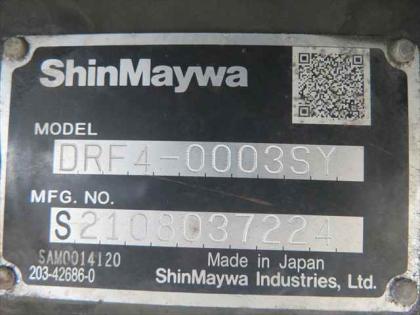 ShinMaywa
MODEL
DRF4-0003SY
MFG. NO.
S2108037224
SAM0014120
Made in Japan
203-42686-0
ShinMaywa Industries, Ltd.